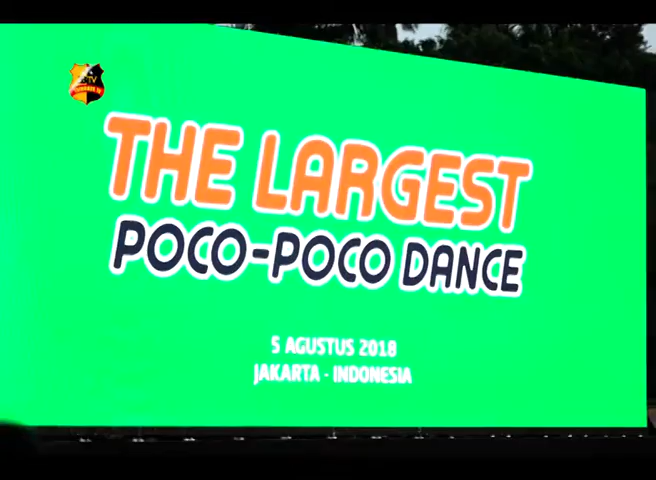 THE LARGEST
POCO-POCO DANCE
5 AGUSTUS 2018
JAKARTA - INDONESIA